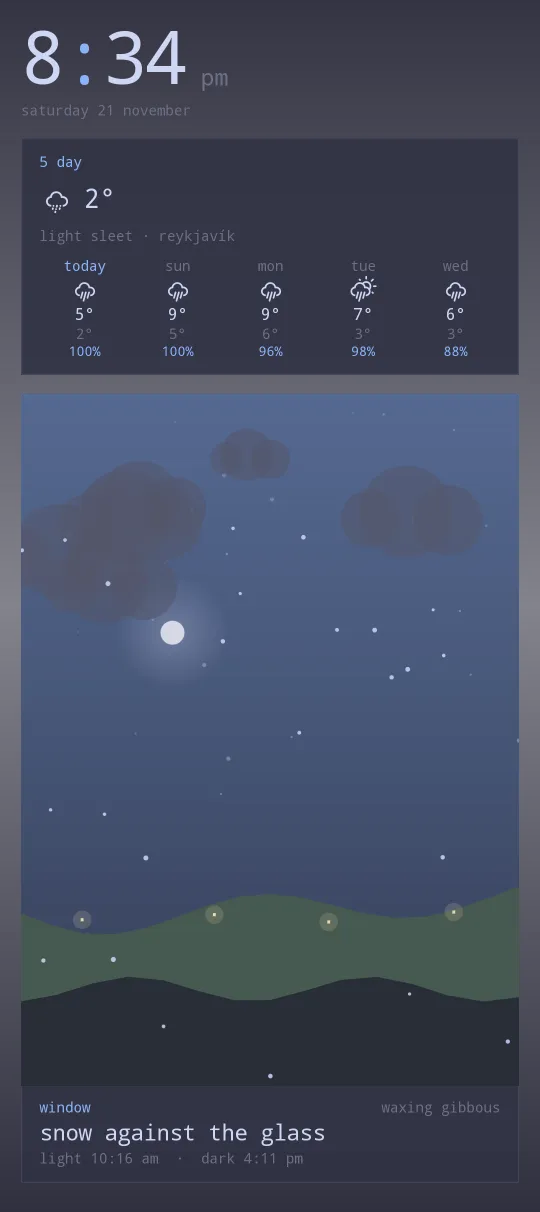 8:34 pm
saturday 21 november
5 day
2°
light sleet · reykjavík
today sun mon tue wed
5° 9° 9° 7° 6°
2° 5° 6° 3° 3°
100% 100% 96% 98% 88%
window waxing gibbous
snow against the glass
light 10:16 am · dark 4:11 pm